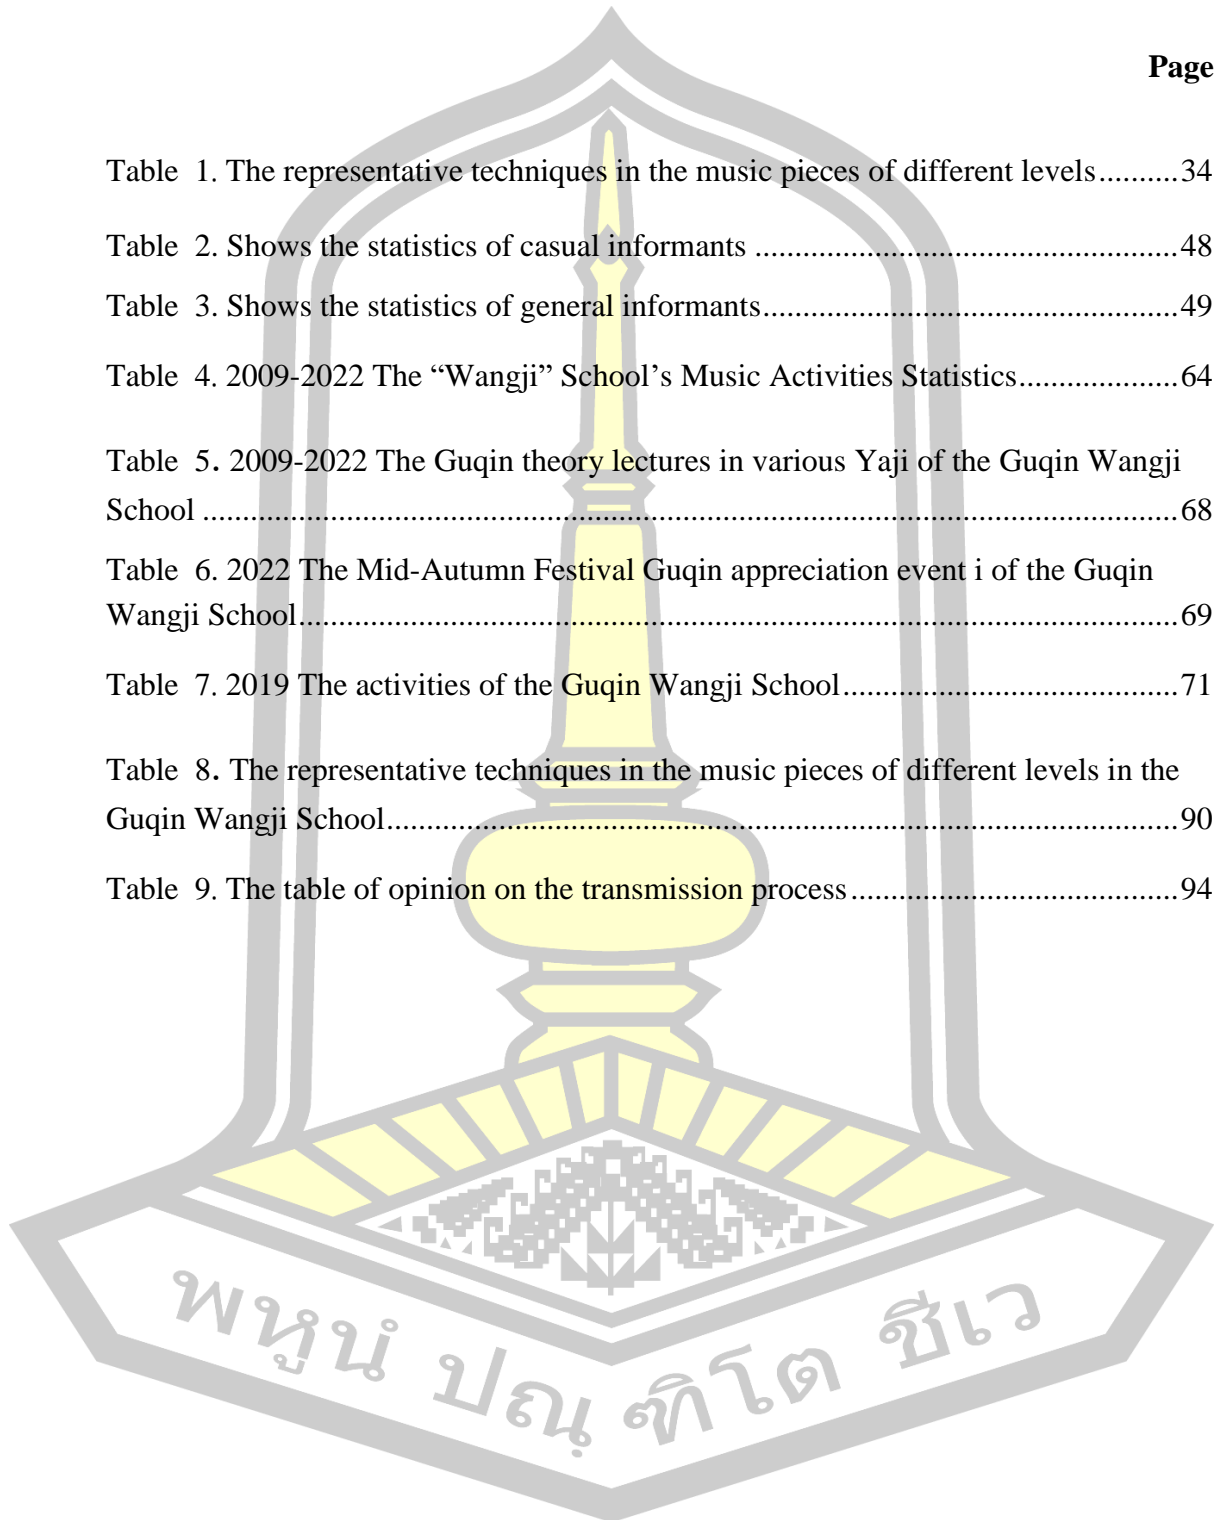 Page
Table 1. The representative techniques in the music pieces of different levels..........34
Table 2. Shows the statistics of casual informants .....................................................48
Table 3. Shows the statistics of general informants....................................................49
Table 4. 2009-2022 The “Wangji” School’s Music Activities Statistics....................64
Table 5. 2009-2022 The Guqin theory lectures in various Yaji of the Guqin Wangji
School .........................................................................................................................68
Table 6. 2022 The Mid-Autumn Festival Guqin appreciation event i of the Guqin
Wangji School.............................................................................................................69
Table 7. 2019 The activities of the Guqin Wangji School..........................................71
Table 8. The representative techniques in the music pieces of different levels in the
Guqin Wangji School..................................................................................................90
Table 9. The table of opinion on the transmission process.........................................94
พหูนํ ปณฺฑิโต ชีเว